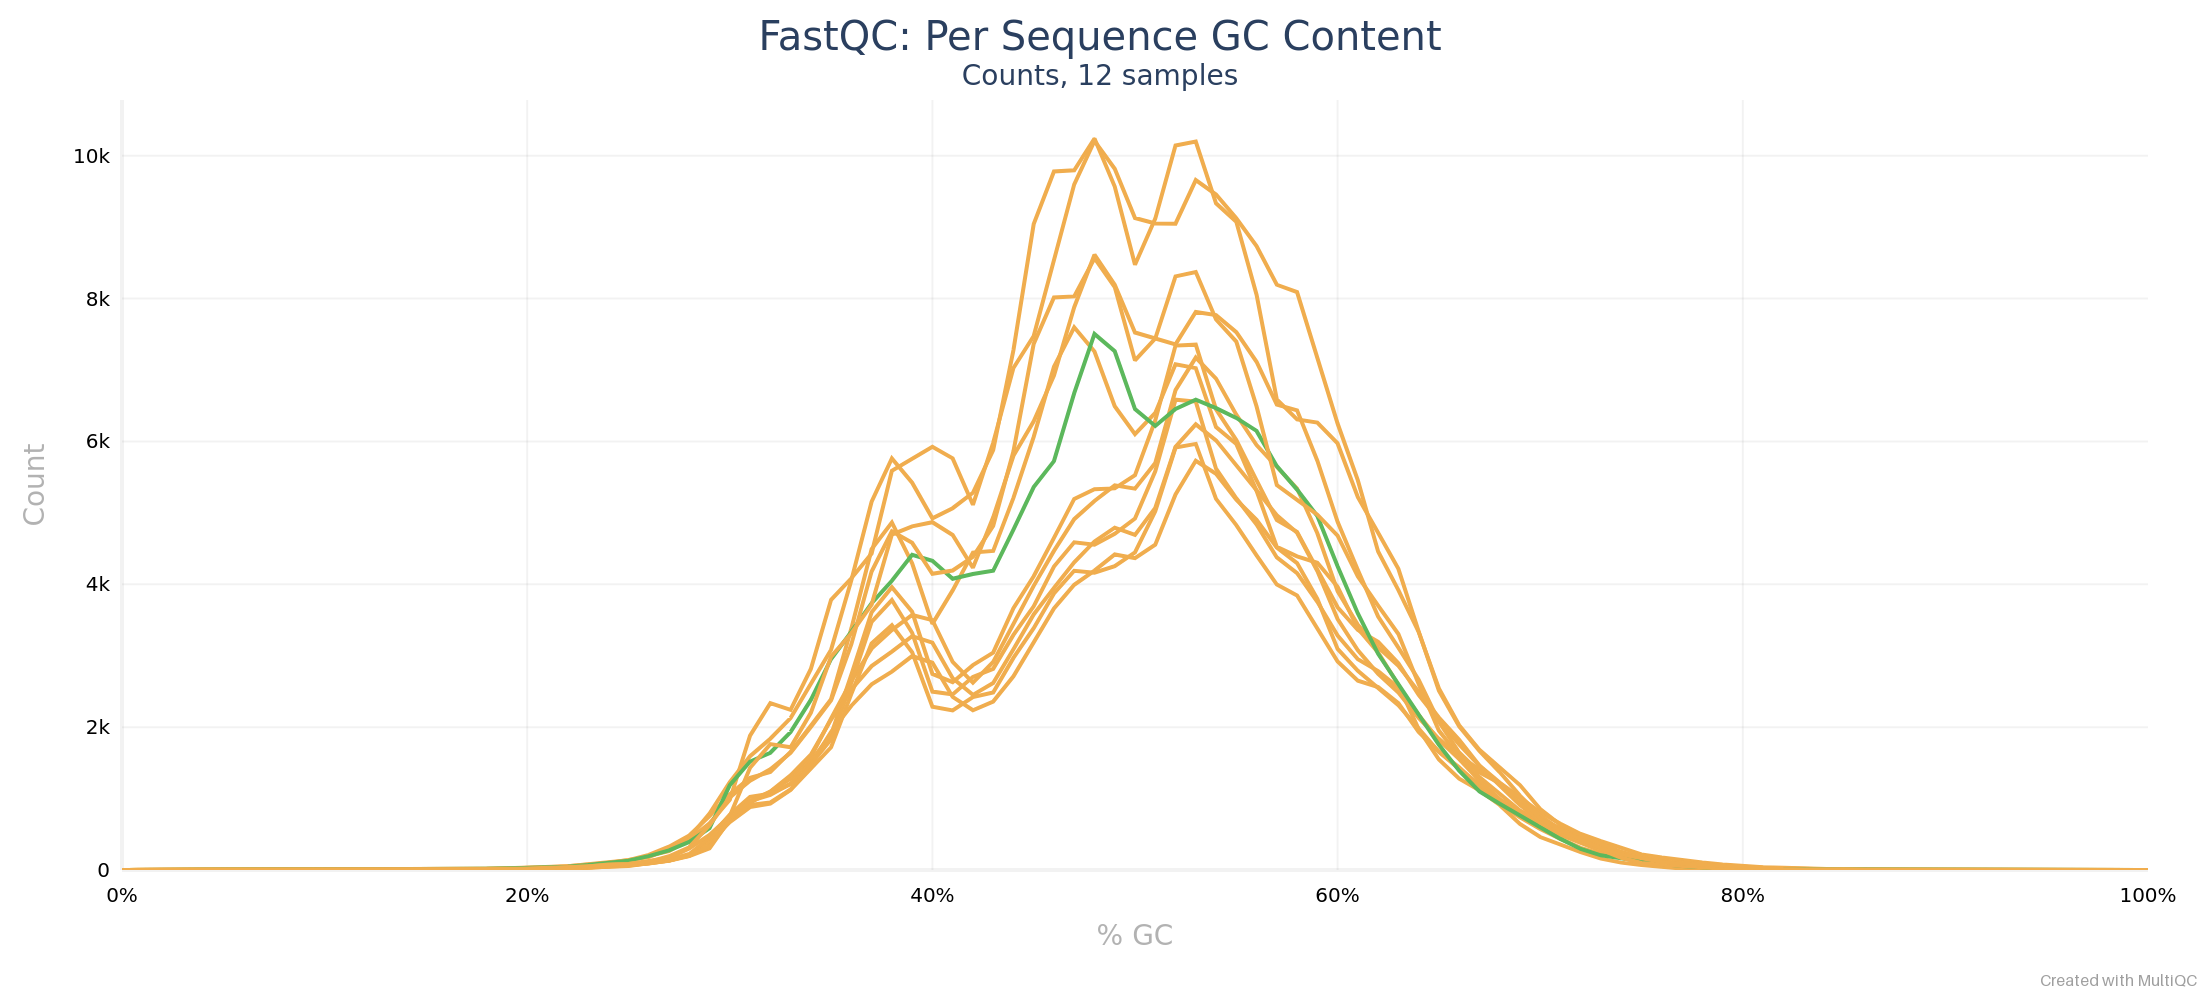 FastQC: Per Sequence GC Content
Counts, 12 samples
10k
8k
6k
4k
2k
0
Count
0%
20%
40%
60%
80%
100%
% GC
Created with MultiQC